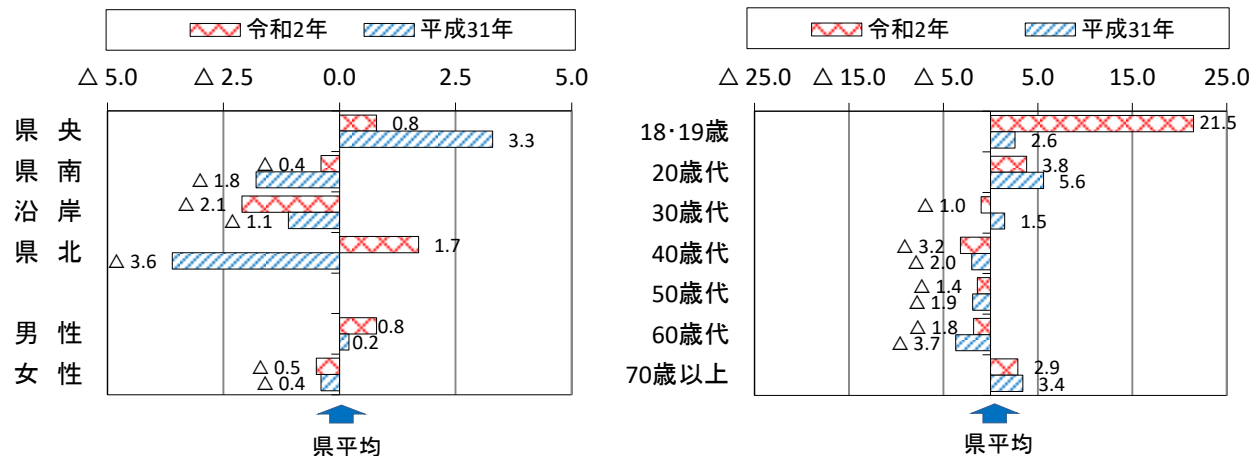 令和2年 平成31年
△ 5.0 △ 2.5 0.0 2.5 5.0
県 央 0.8
3.3
県 南 △ 0.4
△ 1.8
沿 岸 △ 2.1
△ 1.1
県 北 1.7
△ 3.6
男 性 0.8
0.2
女 性 △ 0.5
△ 0.4
県平均
令和2年 平成31年
△ 25.0 △ 15.0 △ 5.0 5.0 15.0 25.0
18・19歳 21.5
2.6
20歳代 3.8
5.6
30歳代 △ 1.0
1.5
40歳代 △ 3.2
△ 2.0
50歳代 △ 1.4
△ 1.9
60歳代 △ 1.8
△ 3.7
70歳以上 2.9
3.4
県平均